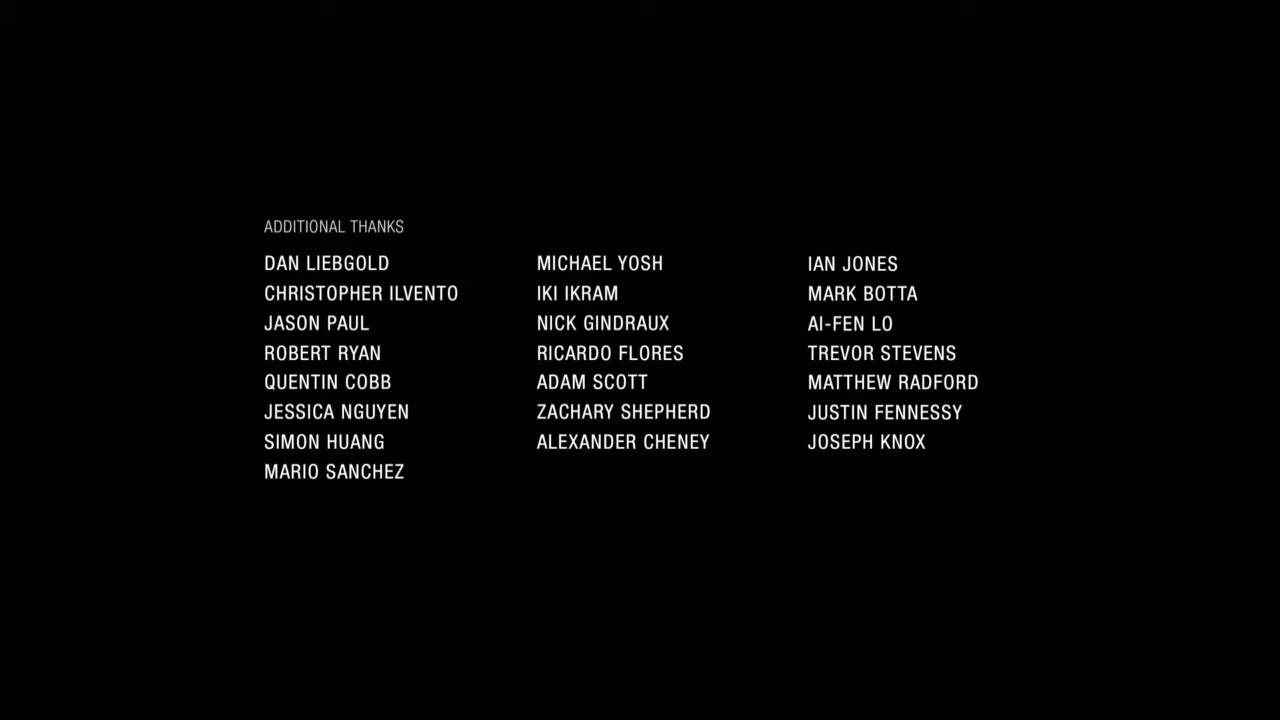 ADDITIONAL THANKS
DAN LIEBGOLD
CHRISTOPHER ILVENTO
JASON PAUL
ROBERT RYAN
QUENTIN COBB
JESSICA NGUYEN
SIMON HUANG
MARIO SANCHEZ
MICHAEL YOSH
IKI IKRAM
NICK GINDRAUX
RICARDO FLORES
ADAM SCOTT
ZACHARY SHEPHERD
ALEXANDER CHENEY
IAN JONES
MARK BOTTA
AI-FEN LO
TREVOR STEVENS
MATTHEW RADFORD
JUSTIN FENNESSY
JOSEPH KNOX